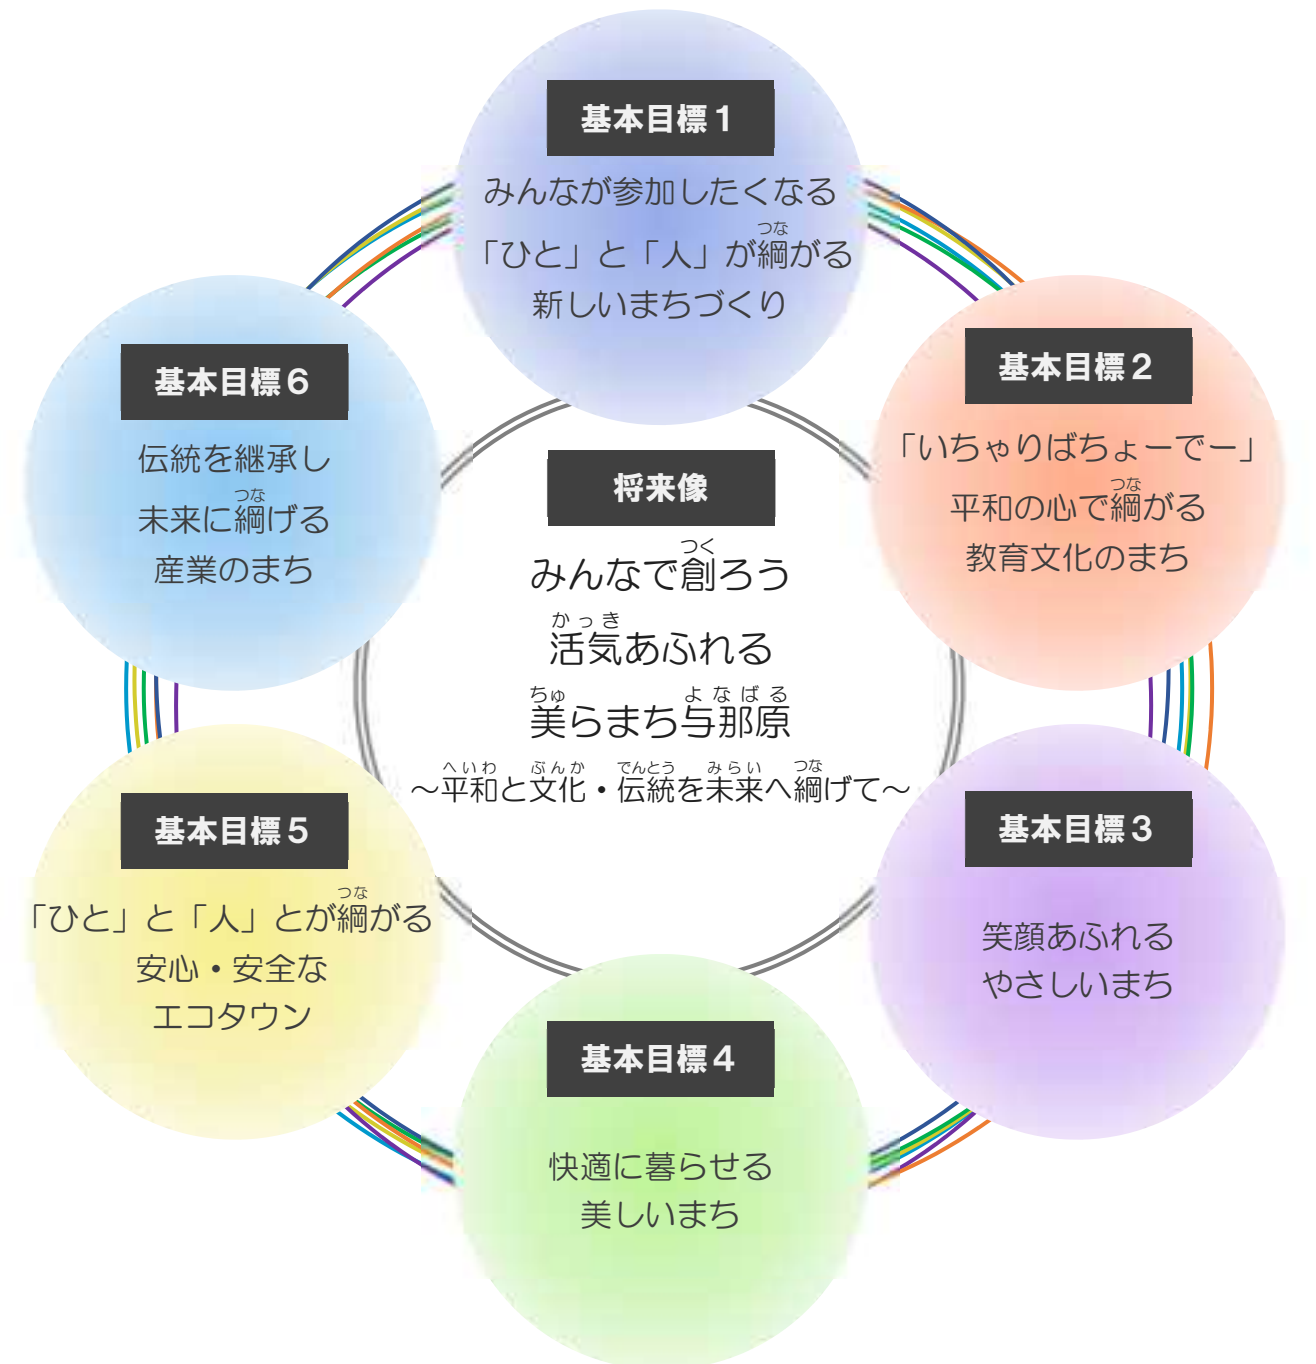 基本目標1
みんなが参加したくなる
つな
「ひと」と「人」が綱がる
新しいまちづくり
基本目標2
「いちゃりばちょーでー」
つな
平和の心で綱がる
教育文化のまち
基本目標3
笑顔あふれる
やさしいまち
基本目標4
快適に暮らせる
美しいまち
基本目標5
つな
「ひと」と「人」とが綱がる
安心・安全な
エコタウン
基本目標6
伝統を継承し
つな
未来に綱げる
産業のまち
将来像
つく
みんなで創ろう
かっき
活気あふれる
ちゅ よなばる
美らまち与那原
へいわ ぶんか でんとう みらい つな
～平和と文化・伝統を未来へ綱げて～